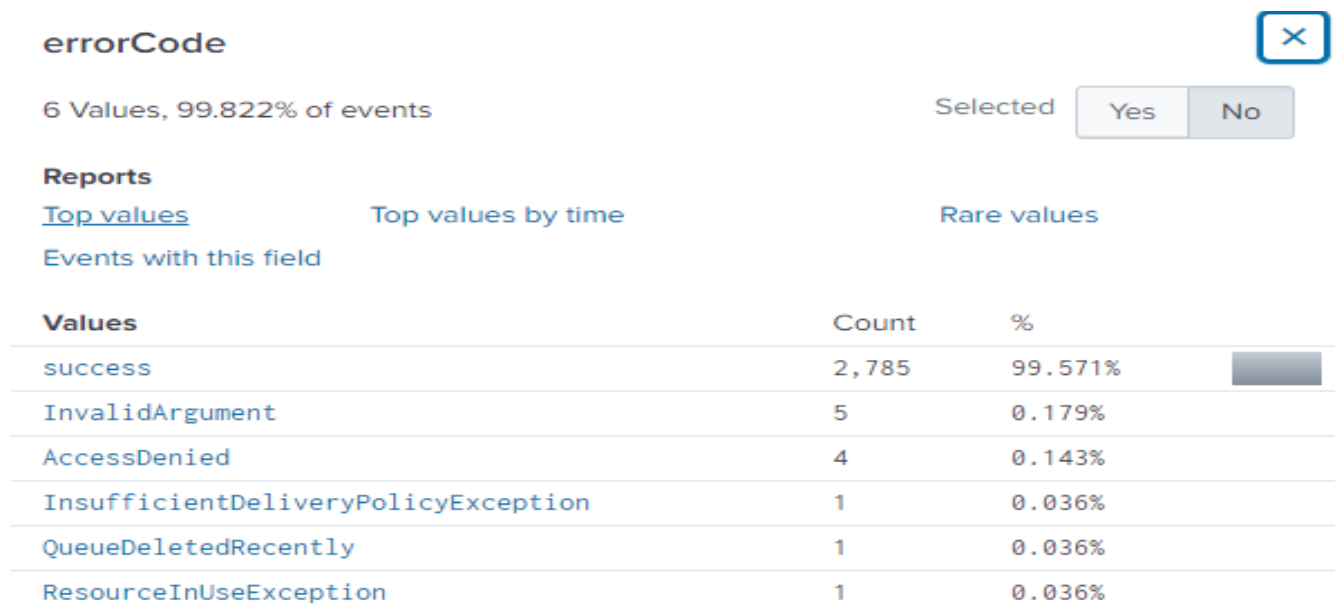 errorCode
6 Values, 99.822% of events
Selected Yes No
Reports
Top values Top values by time Rare values
Events with this field
Values Count %
success 2,785 99.571%
InvalidArgument 5 0.179%
AccessDenied 4 0.143%
InsufficientDeliveryPolicyException 1 0.036%
QueueDeletedRecently 1 0.036%
ResourceInUseException 1 0.036%